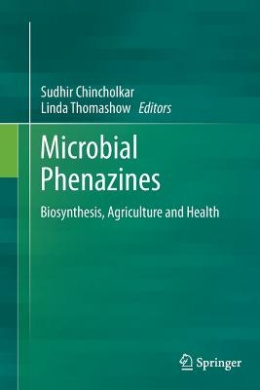 Sudhir Chincholkar
Linda Thomashow Editors
Microbial
Phenazines
Biosynthesis, Agriculture and Health
Springer